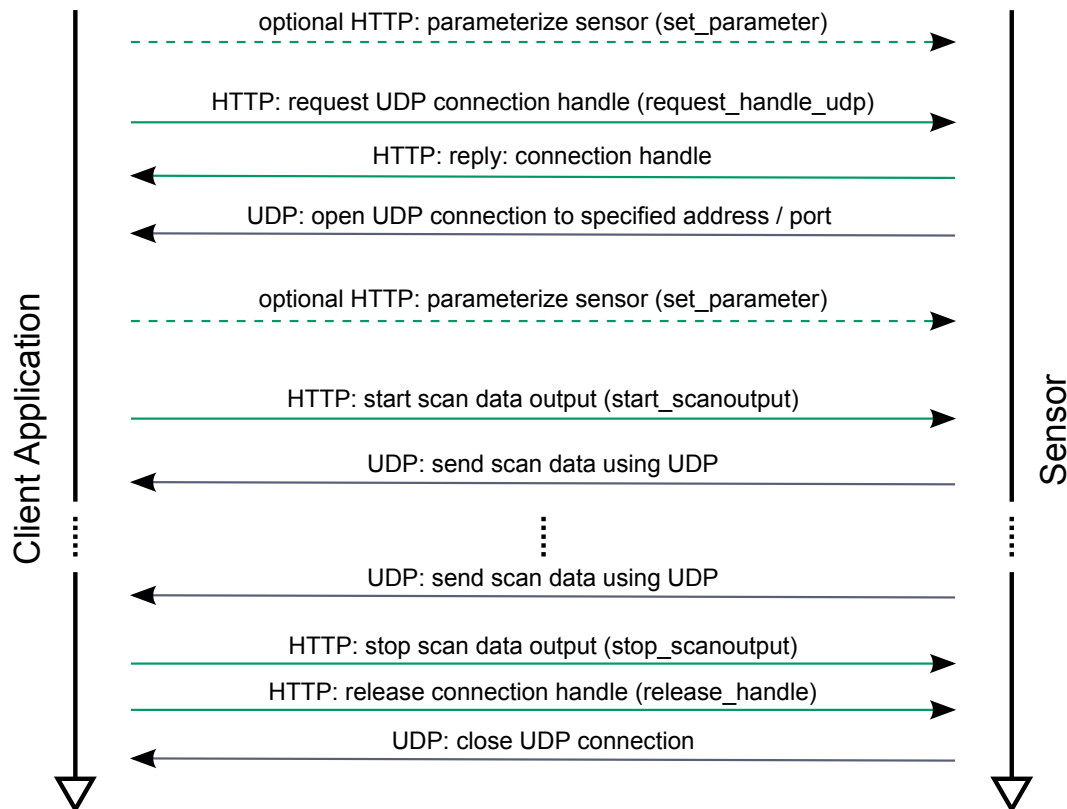 optional HTTP: parameterize sensor (set_parameter)
HTTP: request UDP connection handle (request_handle_udp)
HTTP: reply: connection handle
UDP: open UDP connection to specified address / port
optional HTTP: parameterize sensor (set_parameter)
Client Application
Sensor
HTTP: start scan data output (start_scanoutput)
UDP: send scan data using UDP
UDP: send scan data using UDP
HTTP: stop scan data output (stop_scanoutput)
HTTP: release connection handle (release_handle)
UDP: close UDP connection